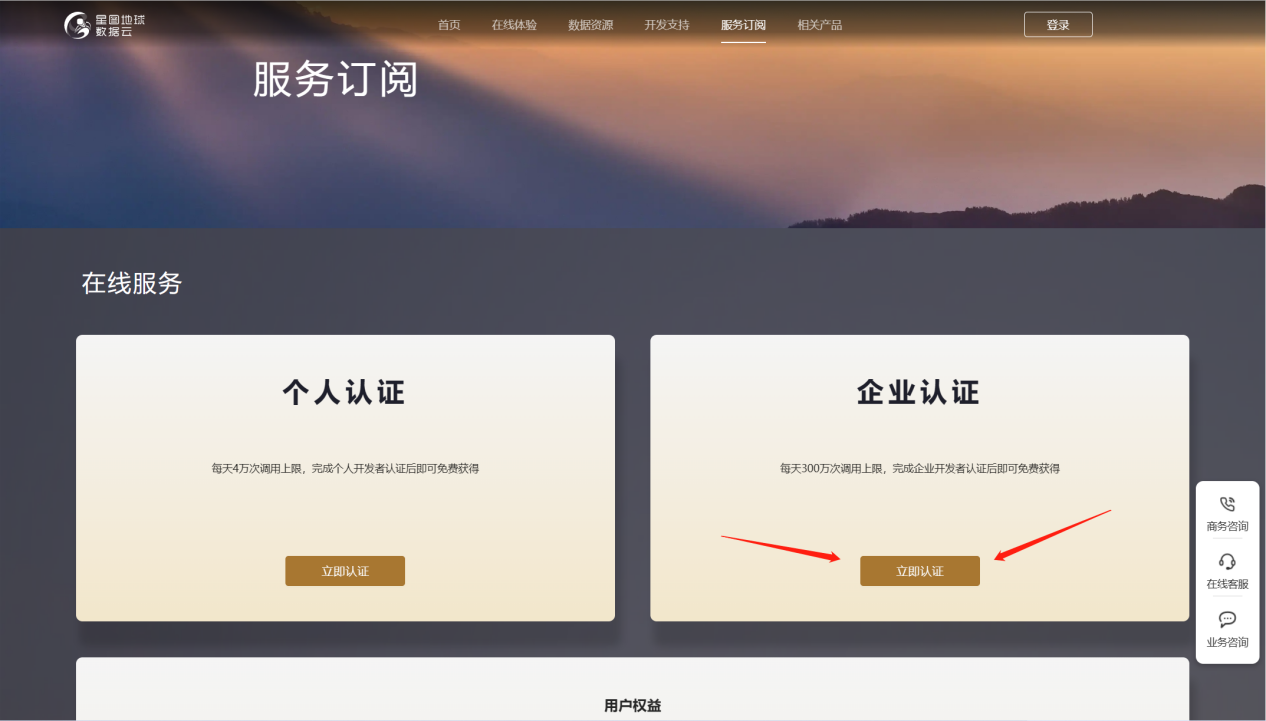 星图地球
数据云
首页 在线体验 数据资源 开发支持 服务订阅 相关产品 登录
服务订阅
在线服务
个人认证
每天4万次调用上限，完成个人开发者认证后即可免费获得
立即认证
企业认证
每天300万次调用上限，完成企业开发者认证后即可免费获得
立即认证
商务咨询
在线客服
业务咨询
用户权益